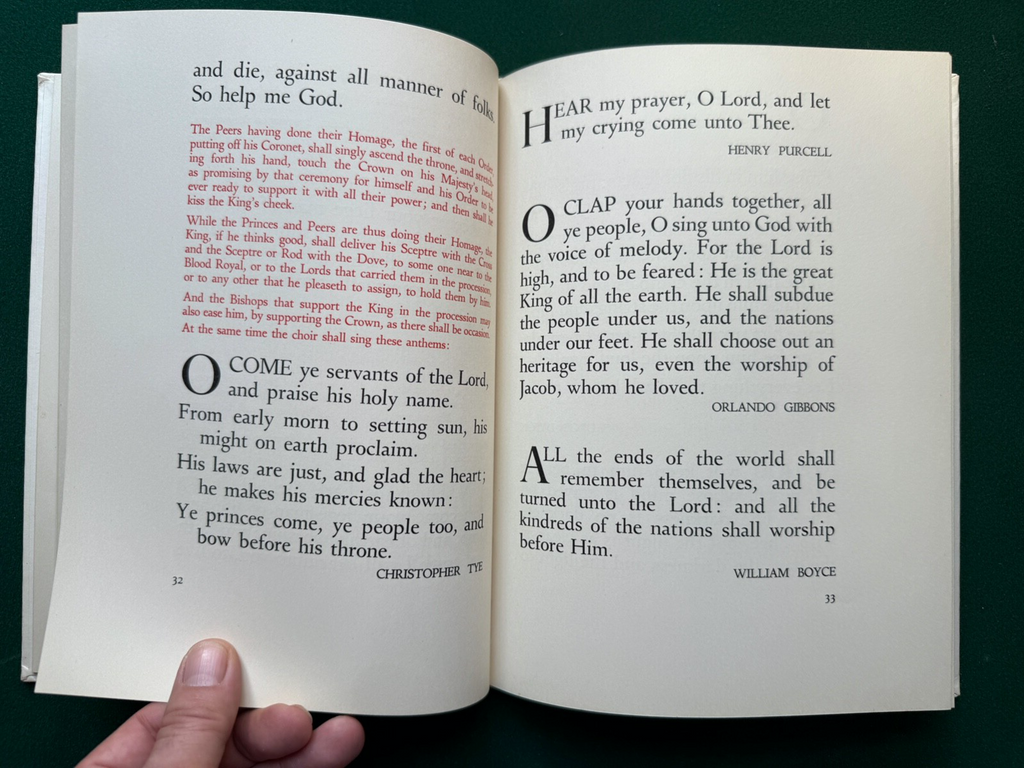 and die, against all manner of folks.
So help me God.
The Peers having done their Homage, the first of each Order,
putting off his Coronet, shall singly ascend the throne, and stretch-
ing forth his hand, touch the Crown on his Majesty's head,
as promising by that ceremony for himself and his Order to be
ever ready to support it with all their power; and then shall he
kiss the King's cheek.
While the Princes and Peers are thus doing their Homage, the
King, if he thinks good, shall deliver his Sceptre with the Cross
and the Sceptre or Rod with the Dove, to some one near to the
Blood Royal, or to the Lords that carried them in the procession,
or to any other that he pleaseth to assign, to hold them by him.
And the Bishops that support the King in the procession may
also ease him, by supporting the Crown, as there shall be occasion.
At the same time the choir shall sing these anthems:
O COME ye servants of the Lord,
and praise his holy name.
From early morn to setting sun, his
might on earth proclaim.
His laws are just, and glad the heart;
he makes his mercies known:
Ye princes come, ye people too, and
bow before his throne.
CHRISTOPHER TYE
32
HEAR my prayer, O Lord, and let
my crying come unto Thee.
HENRY PURCELL
O CLAP your hands together, all
ye people, O sing unto God with
the voice of melody. For the Lord is
high, and to be feared: He is the great
King of all the earth. He shall subdue
the people under us, and the nations
under our feet. He shall choose out an
heritage for us, even the worship of
Jacob, whom he loved.
ORLANDO GIBBONS
ALL the ends of the world shall
remember themselves, and be
turned unto the Lord: and all the
kindreds of the nations shall worship
before Him.
WILLIAM BOYCE
33